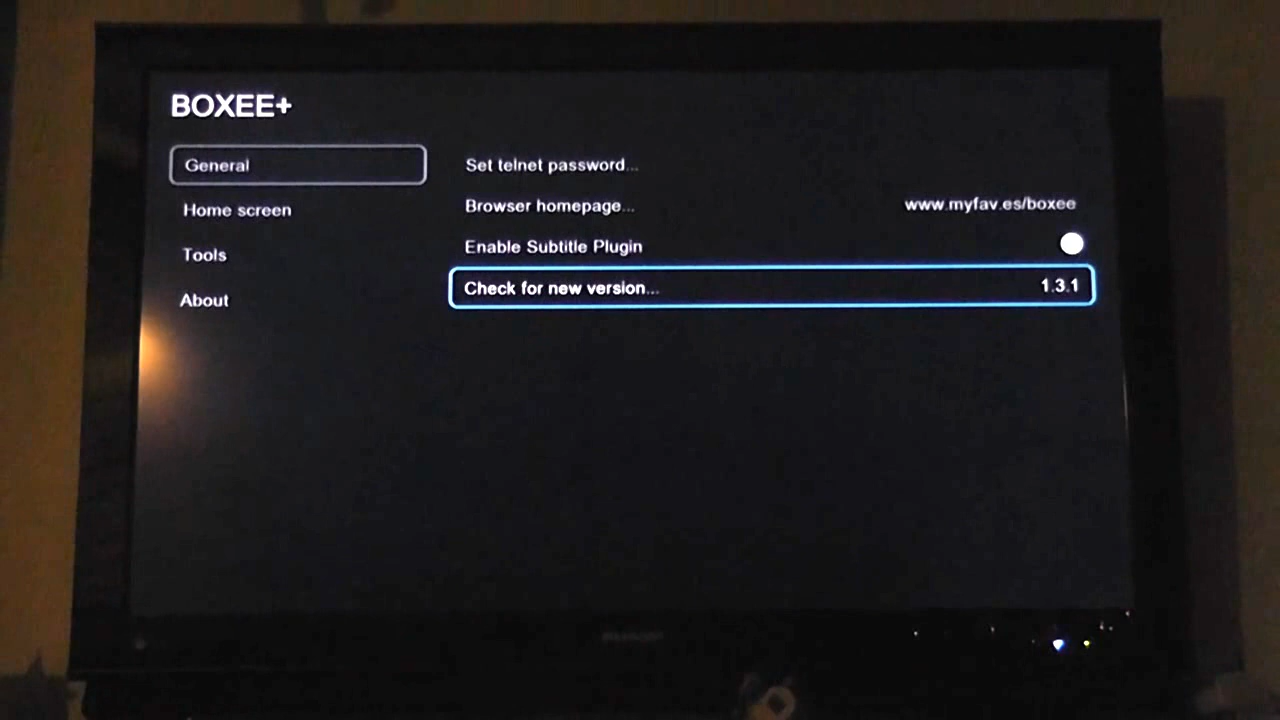 BOXEE+
General
Home screen
Tools
About
Set telnet password...
Browser homepage... www.myfav.es/boxee
Enable Subtitle Plugin
Check for new version... 1.3.1